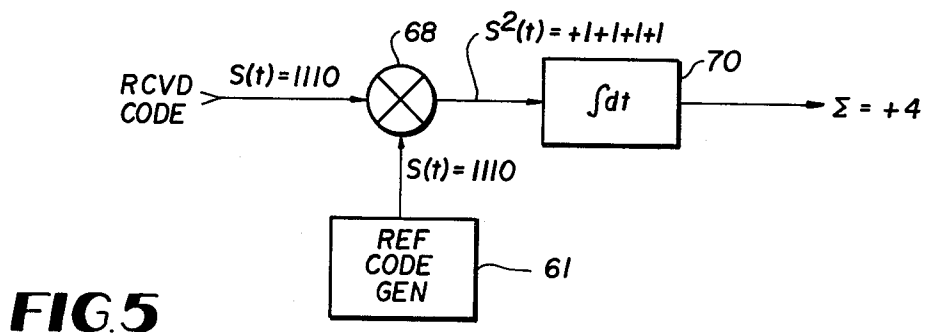 68
S²(t) = +1+1+1+1
70
RCVD
CODE
S(t) = 1110
∫dt
Σ = +4
S(t) = 1110
REF
CODE
GEN
61
FIG.5